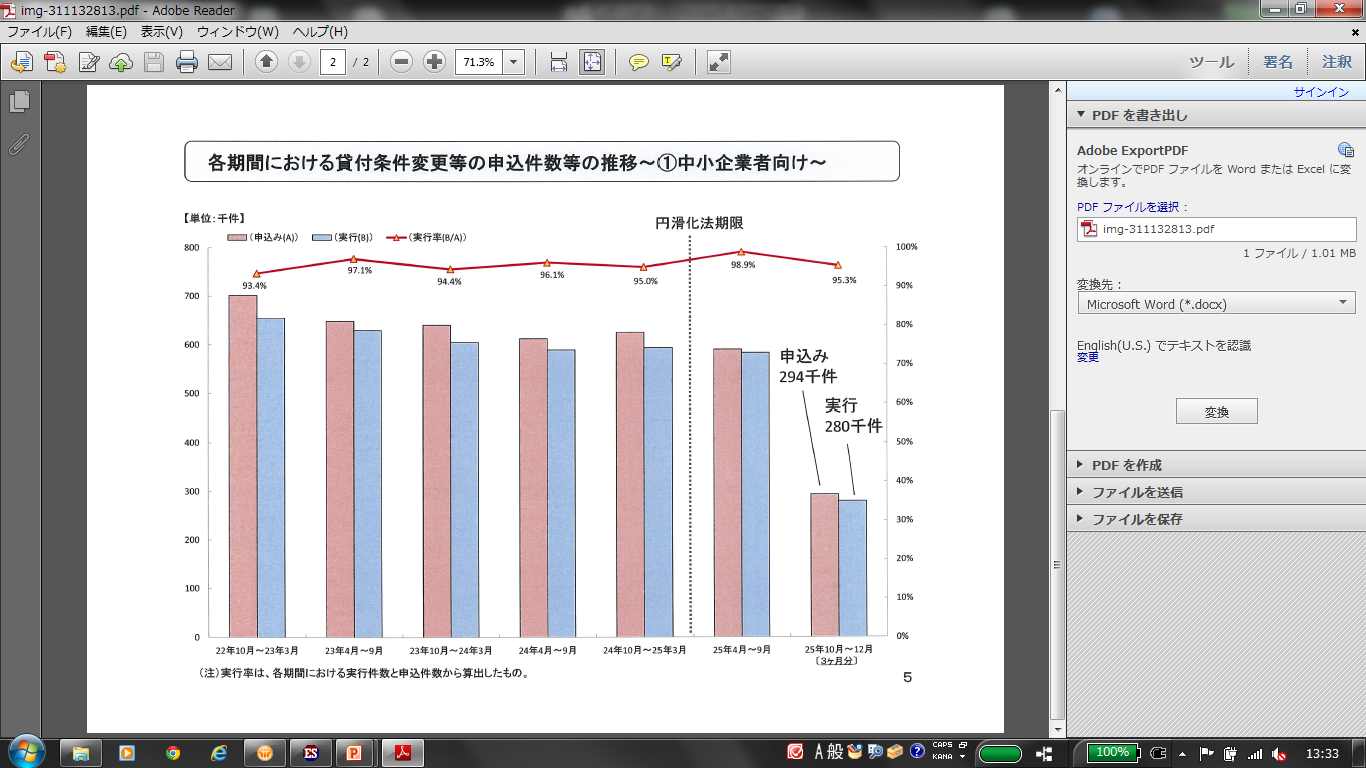 img-311132813.pdf - Adobe Reader
ファイル(F) 編集(E) 表示(V) ウィンドウ(W) ヘルプ(H)
2 / 2 71.3% ツール 署名 注釈
サインイン
PDF を書き出し
Adobe ExportPDF
オンラインでPDF ファイルを Word または Excel に変換します。
PDF ファイルを選択：
img-311132813.pdf
1 ファイル / 1.01 MB
変換先：
Microsoft Word (*.docx)
English(U.S.) でテキストを認識
変更
変換
PDF を作成
ファイルを送信
ファイルを保存
各期間における貸付条件変更等の申込件数等の推移～①中小企業者向け～
【単位：千件】
円滑化法期限
（申込み(A)） （実行(B)） （実行率(B/A)）
800
700
600
500
400
300
200
100
0
100%
90%
80%
70%
60%
50%
40%
30%
20%
10%
0%
93.4% 97.1% 94.4% 96.1% 95.0% 98.9% 95.3%
申込み
294千件
実行
280千件
22年10月～23年3月 23年4月～9月 23年10月～24年3月 24年4月～9月 24年10月～25年3月 25年4月～9月 25年10月～12月
〔3ヶ月分〕
（注）実行率は、各期間における実行件数と申込件数から算出したもの。
5
A 般 CAPS KANA 100% 13:33